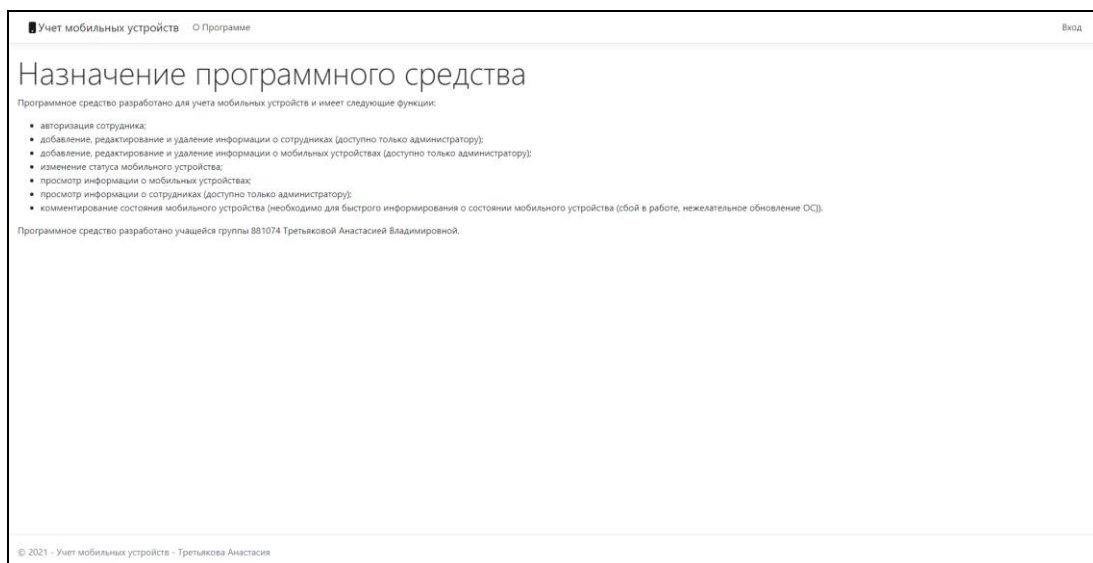 Учет мобильных устройств О Программе Вход
Назначение программного средства
Программное средство разработано для учета мобильных устройств и имеет следующие функции:
авторизация сотрудника;
добавление, редактирование и удаление информации о сотрудниках (доступно только администратору);
добавление, редактирование и удаление информации о мобильных устройствах (доступно только администратору);
изменение статуса мобильного устройства;
просмотр информации о мобильных устройствах;
просмотр информации о сотрудниках (доступно только администратору);
комментирование состояния мобильного устройства (необходимо для быстрого информирования о состоянии мобильного устройства (сбой в работе, нежелательное обновление ОС)).
Программное средство разработано учащейся группы 881074 Третьяковой Анастасией Владимировной.
© 2021 - Учет мобильных устройств - Третьякова Анастасия